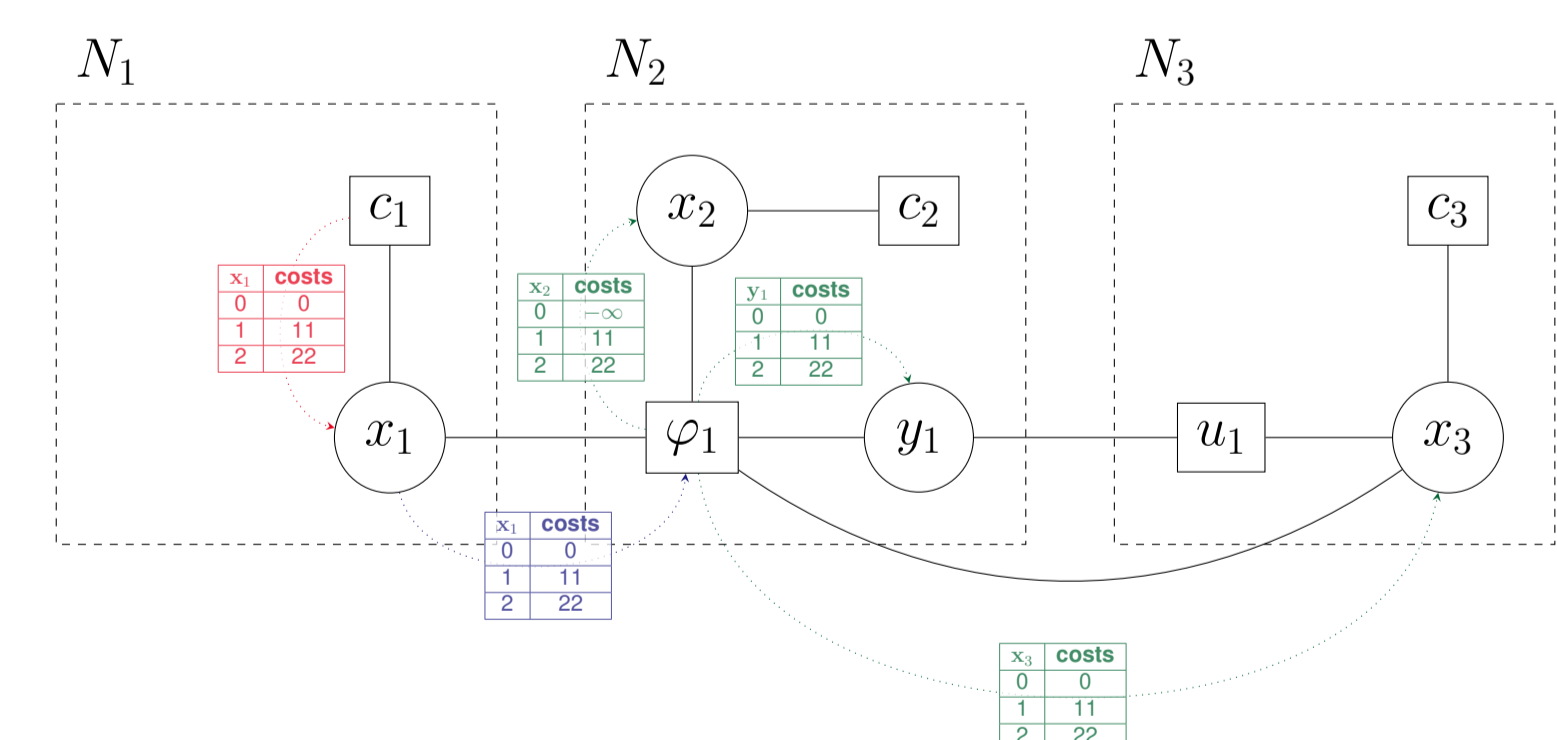 N₁ N₂ N₃
c₁ x₂ c₂ c₃
x₁ costs
0 0
1 11
2 22
x₂ costs
0 −∞
1 11
2 22
y₁ costs
0 0
1 11
2 22
x₁ φ₁ y₁ u₁ x₃
x₁ costs
0 0
1 11
2 22
x₃ costs
0 0
1 11
2 22